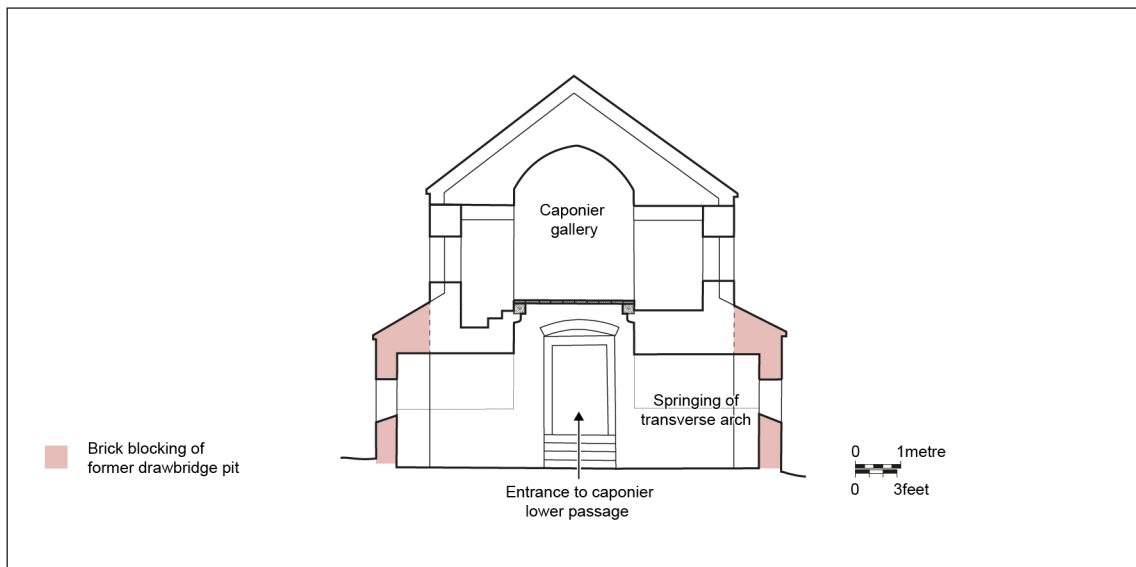 Caponier
gallery
Springing of
transverse arch
Brick blocking of
former drawbridge pit
Entrance to caponier
lower passage
0 1metre
0 3feet